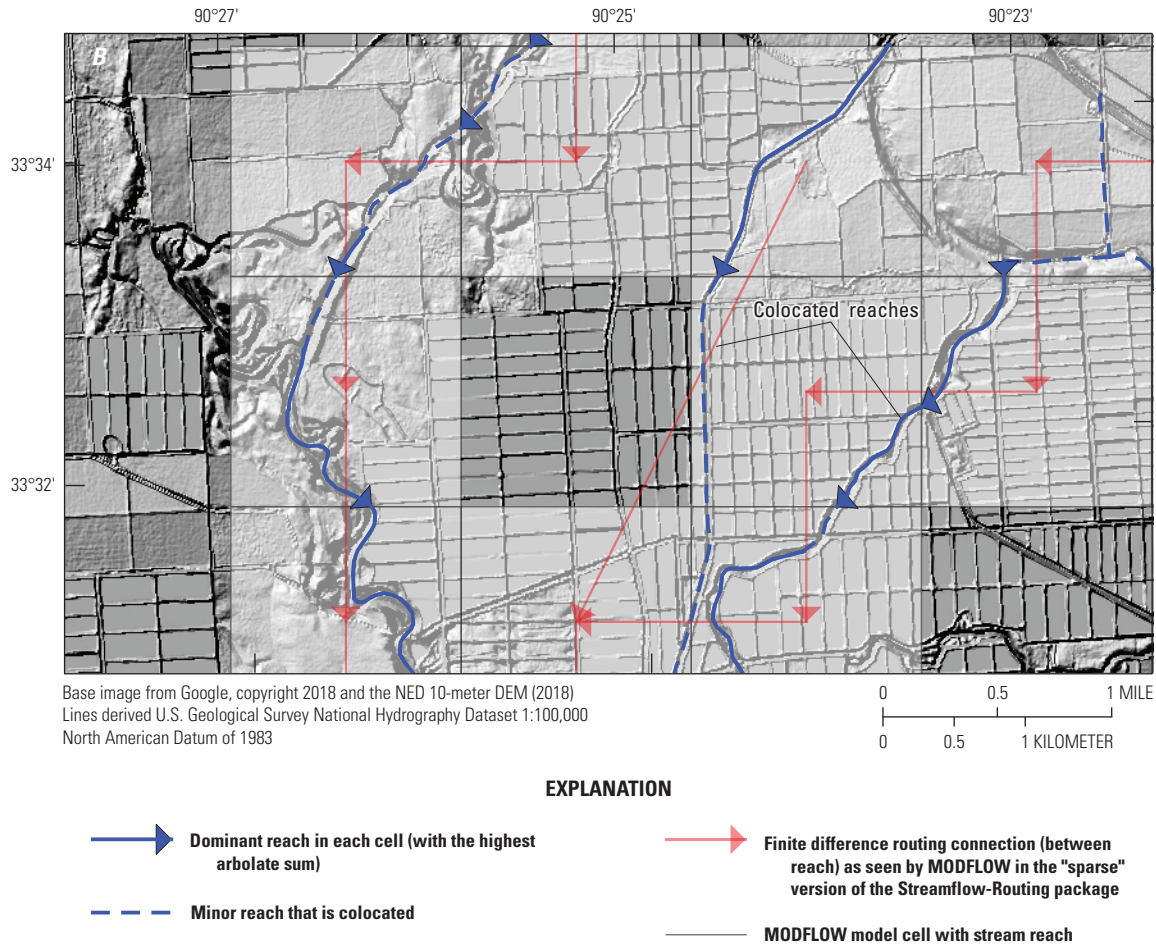 90°27'
90°25'
90°23'
B
33°34'
Colocated reaches
33°32'
Base image from Google, copyright 2018 and the NED 10-meter DEM (2018)
Lines derived U.S. Geological Survey National Hydrography Dataset 1:100,000
North American Datum of 1983
0 0.5 1 MILE
0 0.5 1 KILOMETER
EXPLANATION
Dominant reach in each cell (with the highest
arbolate sum)
Minor reach that is colocated
Finite difference routing connection (between
reach) as seen by MODFLOW in the "sparse"
version of the Streamflow-Routing package
MODFLOW model cell with stream reach